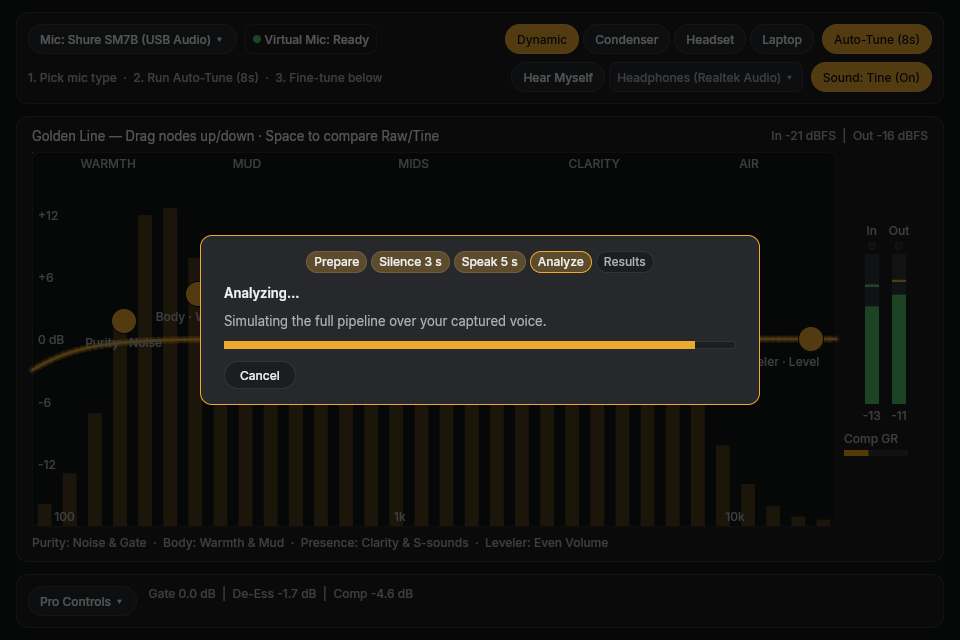 Mic: Shure SM7B (USB Audio) ▾
Virtual Mic: Ready
Dynamic
Condenser
Headset
Laptop
Auto-Tune (8s)
1. Pick mic type · 2. Run Auto-Tune (8s) · 3. Fine-tune below
Hear Myself
Headphones (Realtek Audio) ▾
Sound: Tine (On)
Golden Line — Drag nodes up/down · Space to compare Raw/Tine
In -21 dBFS | Out -16 dBFS
WARMTH
MUD
MIDS
CLARITY
AIR
+12
+6
0 dB
-6
-12
Purity · Noise
Body · W
Prepare
Silence 3 s
Speak 5 s
Analyze
Results
Analyzing...
Simulating the full pipeline over your captured voice.
Cancel
eler · Level
In
Out
-13
-11
Comp GR
100
1k
10k
Purity: Noise & Gate · Body: Warmth & Mud · Presence: Clarity & S-sounds · Leveler: Even Volume
Pro Controls ▾
Gate 0.0 dB | De-Ess -1.7 dB | Comp -4.6 dB